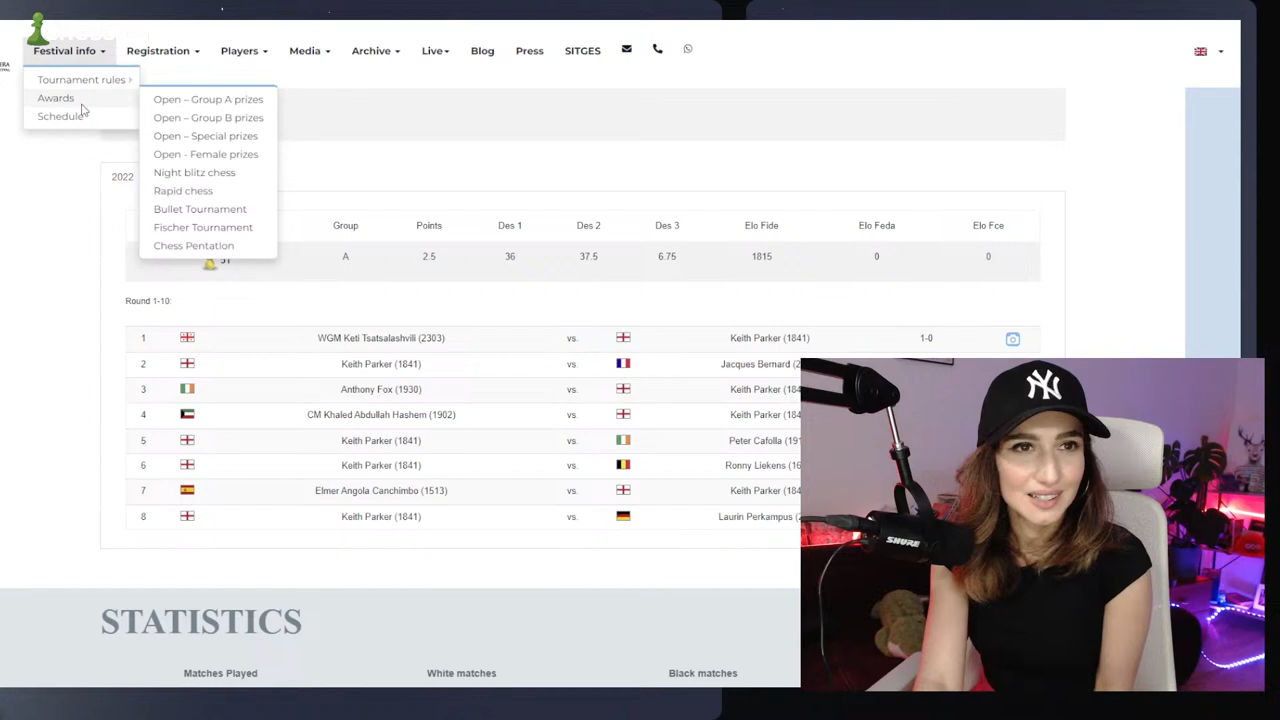 Festival info Registration Players Media Archive Live Blog Press SITGES
Tournament rules
Awards
Schedule
Open – Group A prizes
Open – Group B prizes
Open – Special prizes
Open - Female prizes
Night blitz chess
Rapid chess
Bullet Tournament
Fischer Tournament
Chess Pentation
2022
Group Points Des 1 Des 2 Des 3 Elo Fide Elo Feda Elo Fce
A 2.5 36 37.5 6.75 1815 0 0
Round 1-10:
1 WGM Keti Tsatsalashvili (2303) vs. Keith Parker (1841) 1-0
2 Keith Parker (1841) vs. Jacques Bernard
3 Anthony Fox (1930) vs. Keith Parker
4 CM Khaled Abdullah Hashem (1902) vs. Keith Parker
5 Keith Parker (1841) vs. Peter Cafolla
6 Keith Parker (1841) vs. Ronny Liekens
7 Elmer Angola Canchimbo (1513) vs. Keith Parker
8 Keith Parker (1841) vs. Laurin Perkampus
STATISTICS
Matches Played White matches Black matches
NY
SHURE